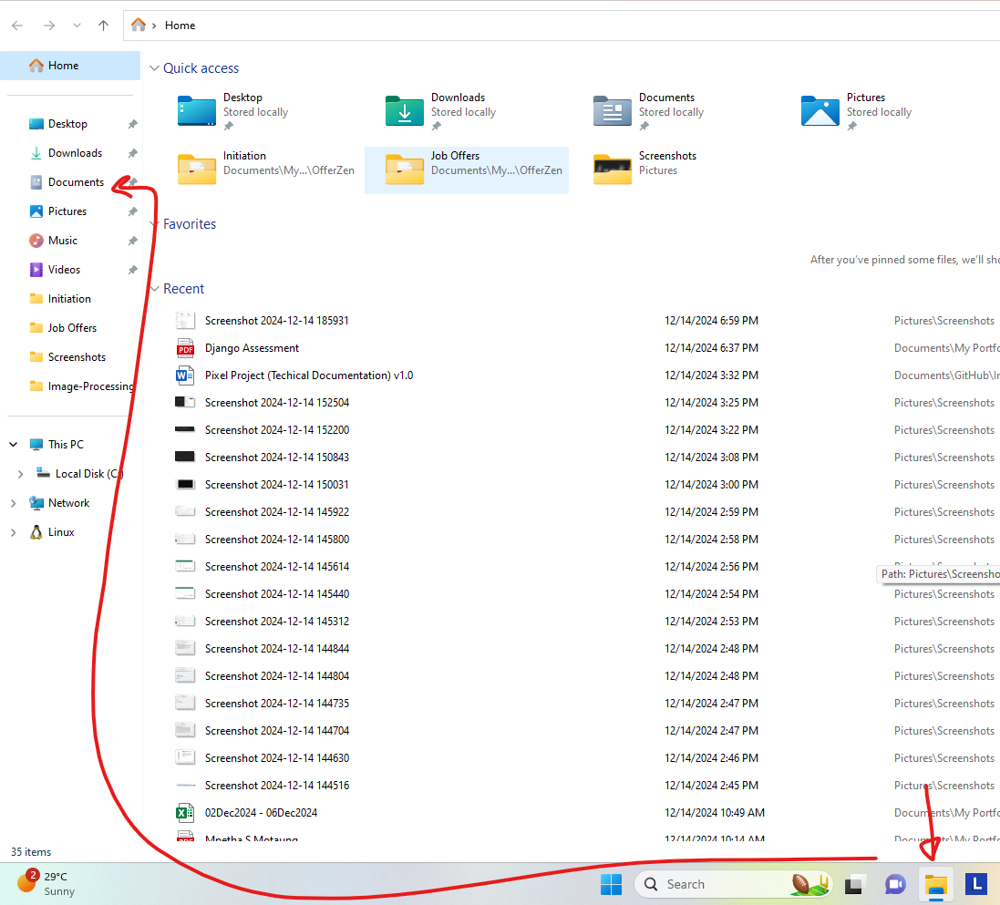 Home
Home
Quick access
Desktop
Stored locally
Downloads
Stored locally
Documents
Stored locally
Pictures
Stored locally
Initiation
Documents\My...\OfferZen
Job Offers
Documents\My...\OfferZen
Screenshots
Pictures
Desktop
Downloads
Documents
Pictures
Music
Videos
Initiation
Job Offers
Screenshots
Image-Processing
This PC
Local Disk (C:)
Network
Linux
Favorites
After you've pinned some files, we'll sho
Recent
Screenshot 2024-12-14 185931 12/14/2024 6:59 PM Pictures\Screenshots
PDF Django Assessment 12/14/2024 6:37 PM Documents\My Portfo
Pixel Project (Techical Documentation) v1.0 12/14/2024 3:32 PM Documents\GitHub\In
Screenshot 2024-12-14 152504 12/14/2024 3:25 PM Pictures\Screenshots
Screenshot 2024-12-14 152200 12/14/2024 3:22 PM Pictures\Screenshots
Screenshot 2024-12-14 150843 12/14/2024 3:08 PM Pictures\Screenshots
Screenshot 2024-12-14 150031 12/14/2024 3:00 PM Pictures\Screenshots
Screenshot 2024-12-14 145922 12/14/2024 2:59 PM Pictures\Screenshots
Screenshot 2024-12-14 145800 12/14/2024 2:58 PM Pictures\Screenshots
Screenshot 2024-12-14 145614 12/14/2024 2:56 PM
Path: Pictures\Screensho
Screenshot 2024-12-14 145440 12/14/2024 2:54 PM Pictures\Screenshots
Screenshot 2024-12-14 145312 12/14/2024 2:53 PM Pictures\Screenshots
Screenshot 2024-12-14 144844 12/14/2024 2:48 PM Pictures\Screenshots
Screenshot 2024-12-14 144804 12/14/2024 2:48 PM Pictures\Screenshots
Screenshot 2024-12-14 144735 12/14/2024 2:47 PM Pictures\Screenshots
Screenshot 2024-12-14 144704 12/14/2024 2:47 PM Pictures\Screenshots
Screenshot 2024-12-14 144630 12/14/2024 2:46 PM Pictures\Screenshots
Screenshot 2024-12-14 144516 12/14/2024 2:45 PM Pictures\Screenshots
02Dec2024 - 06Dec2024 12/14/2024 10:49 AM Documents\My Portfo
12/14/2024 10:14 AM Documents\My Portfo
35 items
2
29°C
Sunny
Search
L